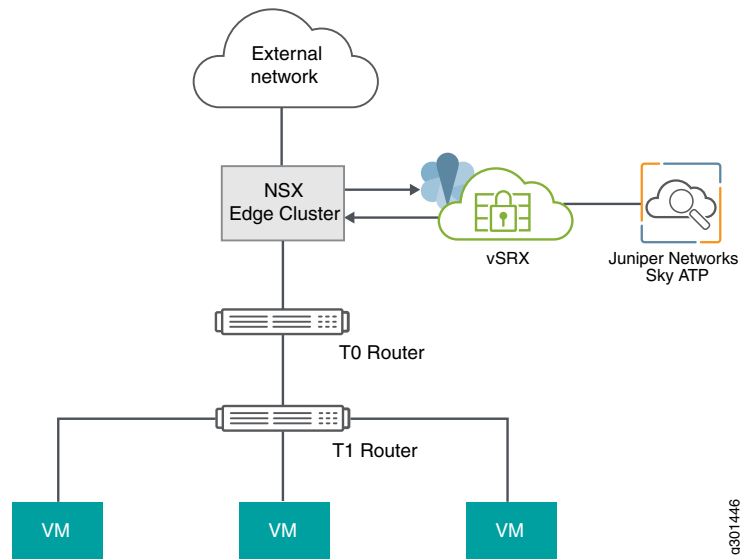 External
network
NSX
Edge Cluster
vSRX
Juniper Networks
Sky ATP
T0 Router
T1 Router
VM
VM
VM
g301446